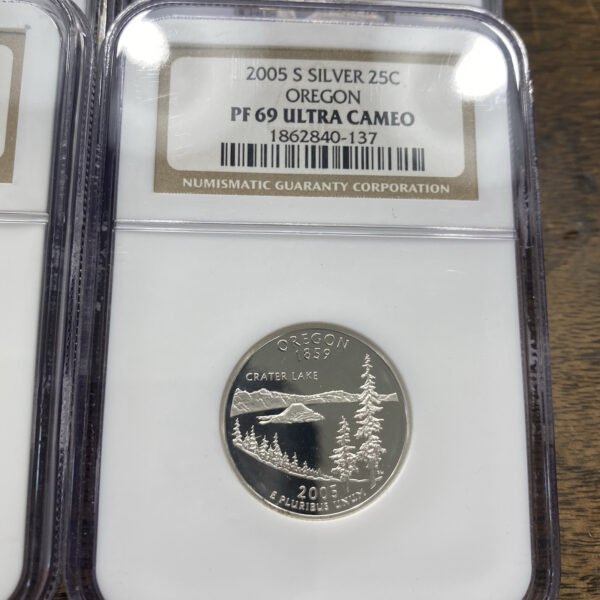 2005 S SILVER 25C
OREGON
PF 69 ULTRA CAMEO
1862840-137
NUMISMATIC GUARANTY CORPORATION
OREGON
1859
CRATER LAKE
2005
E PLURIBUS UNUM